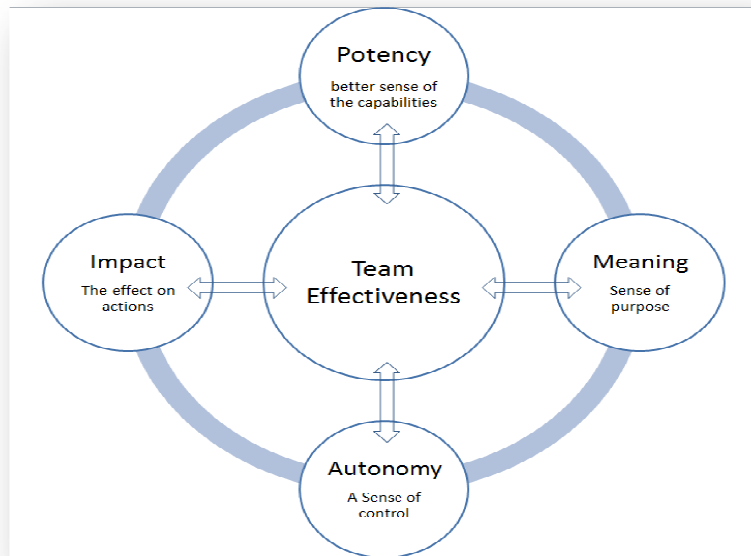 Potency
better sense of
the capabilities
Impact
The effect on
actions
Team
Effectiveness
Meaning
Sense of
purpose
Autonomy
A Sense of
control